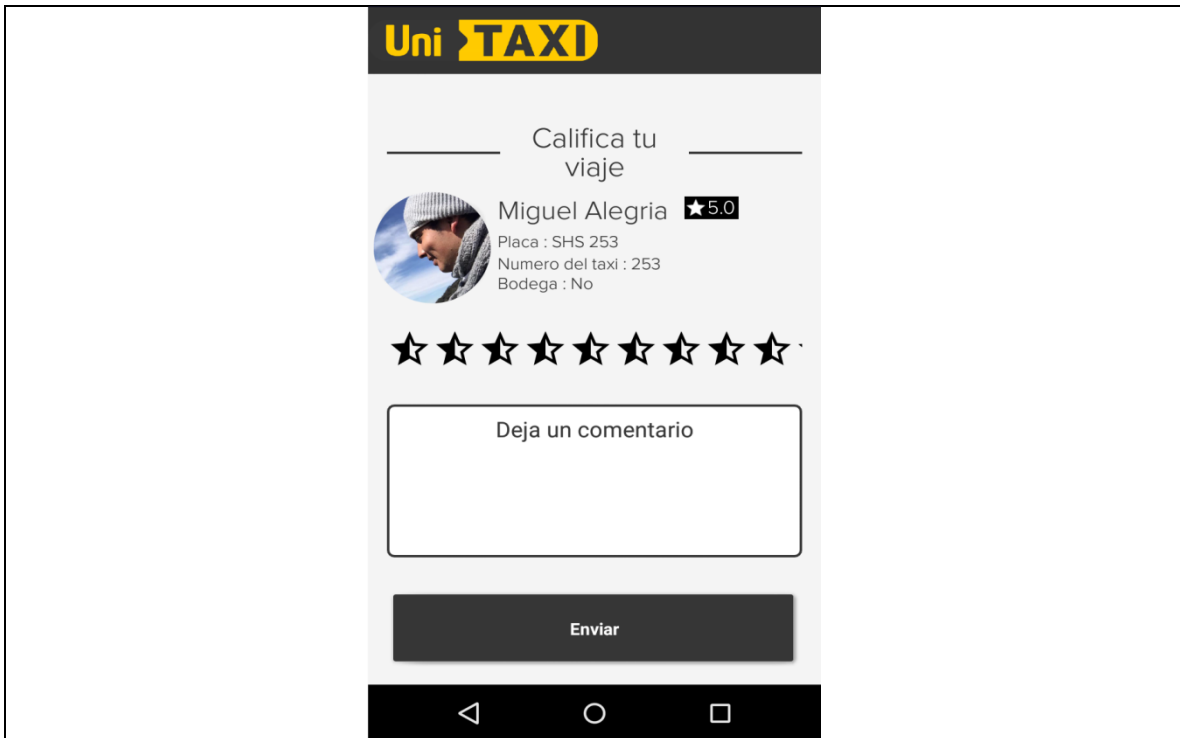 Uni TAXI
Califica tu
viaje
Miguel Alegria ★5.0
Placa : SHS 253
Numero del taxi : 253
Bodega : No
Deja un comentario
Enviar